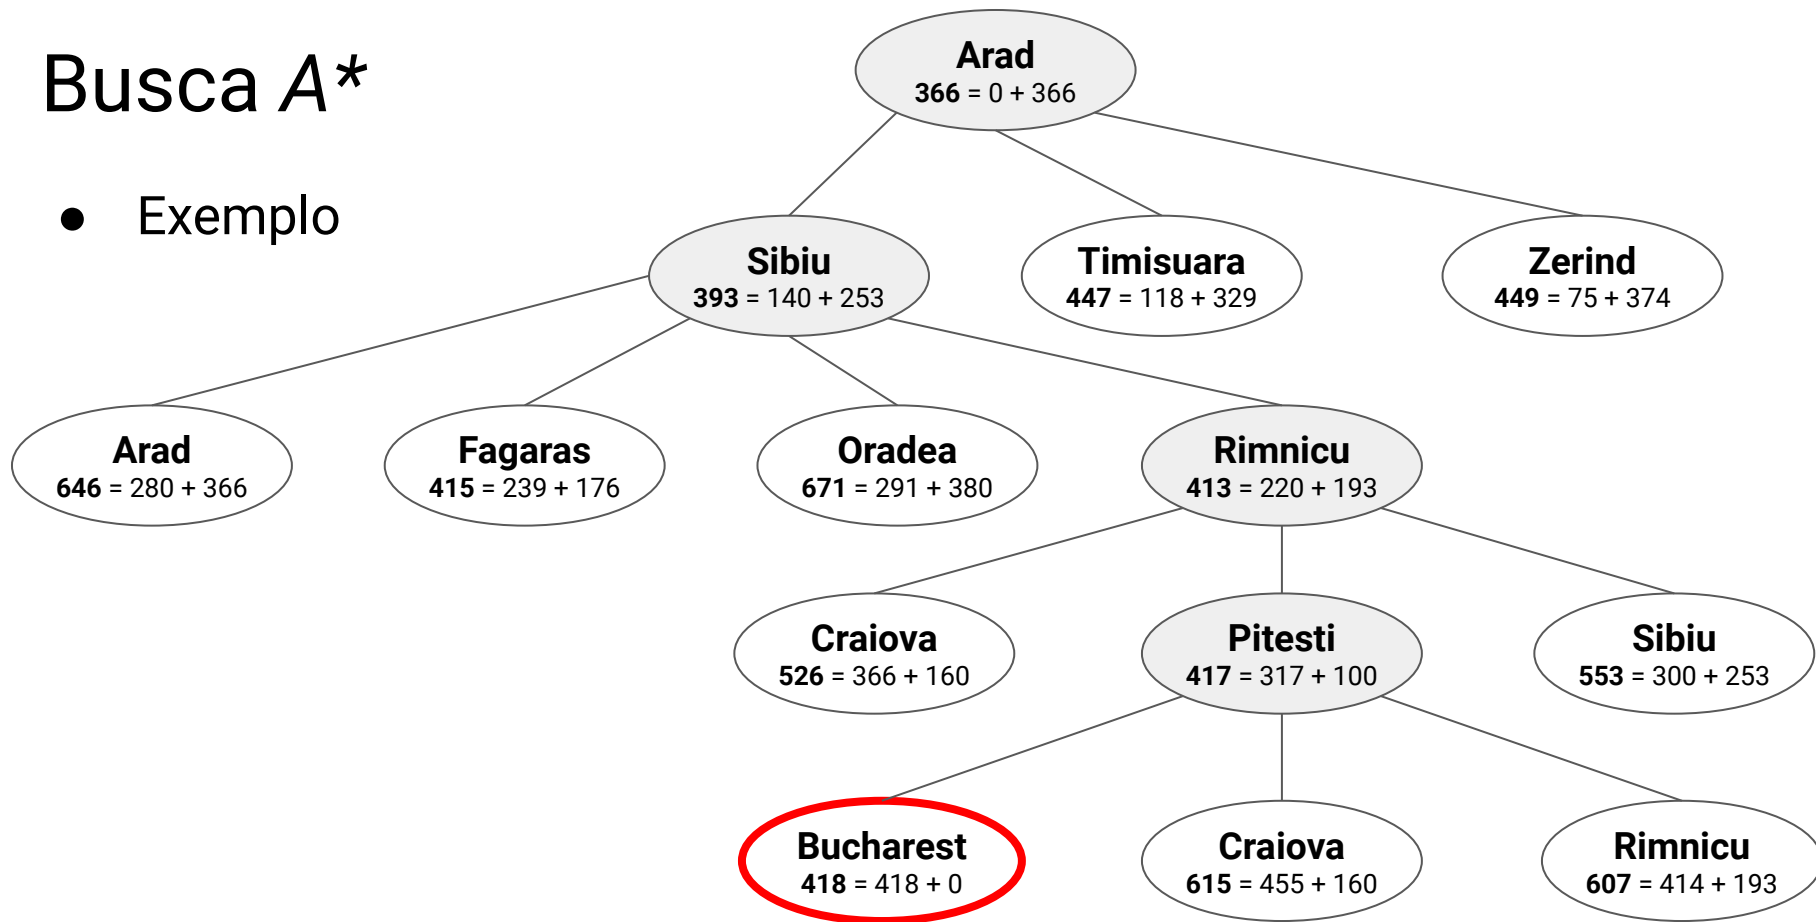 Busca A*
● Exemplo
Arad
366 = 0 + 366
Sibiu
393 = 140 + 253
Timisuara
447 = 118 + 329
Zerind
449 = 75 + 374
Arad
646 = 280 + 366
Fagaras
415 = 239 + 176
Oradea
671 = 291 + 380
Rimnicu
413 = 220 + 193
Craiova
526 = 366 + 160
Pitesti
417 = 317 + 100
Sibiu
553 = 300 + 253
Bucharest
418 = 418 + 0
Craiova
615 = 455 + 160
Rimnicu
607 = 414 + 193